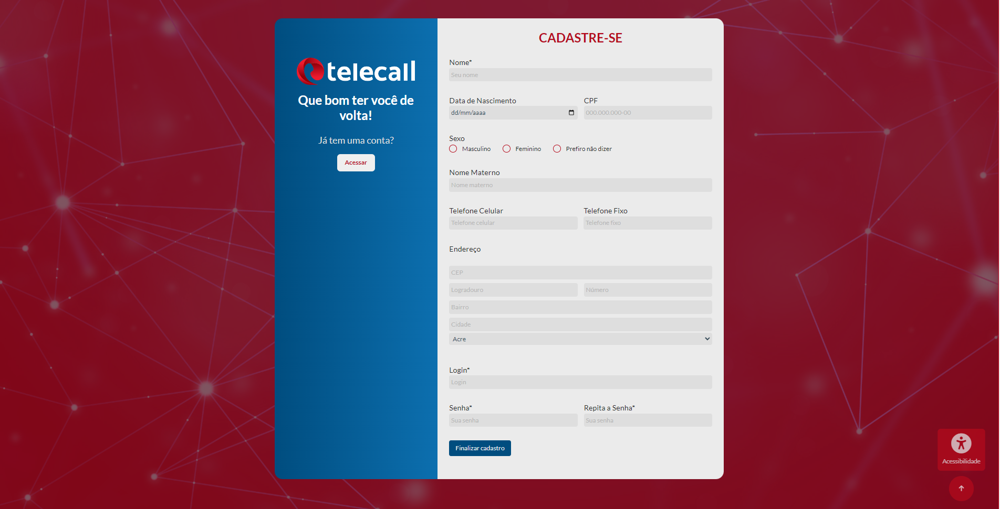 telecall
Que bom ter você de
volta!
Já tem uma conta?
Acessar
CADASTRE-SE
Nome*
Seu nome
Data de Nascimento CPF
dd/mm/aaaa 000.000.000-00
Sexo
Masculino Feminino Prefiro não dizer
Nome Materno
Nome materno
Telefone Celular Telefone Fixo
Telefone celular Telefone fixo
Endereço
CEP
Logradouro Número
Bairro
Cidade
Acre
Login*
Login
Senha* Repita a Senha*
Sua senha Sua senha
Finalizar cadastro
Acessibilidade